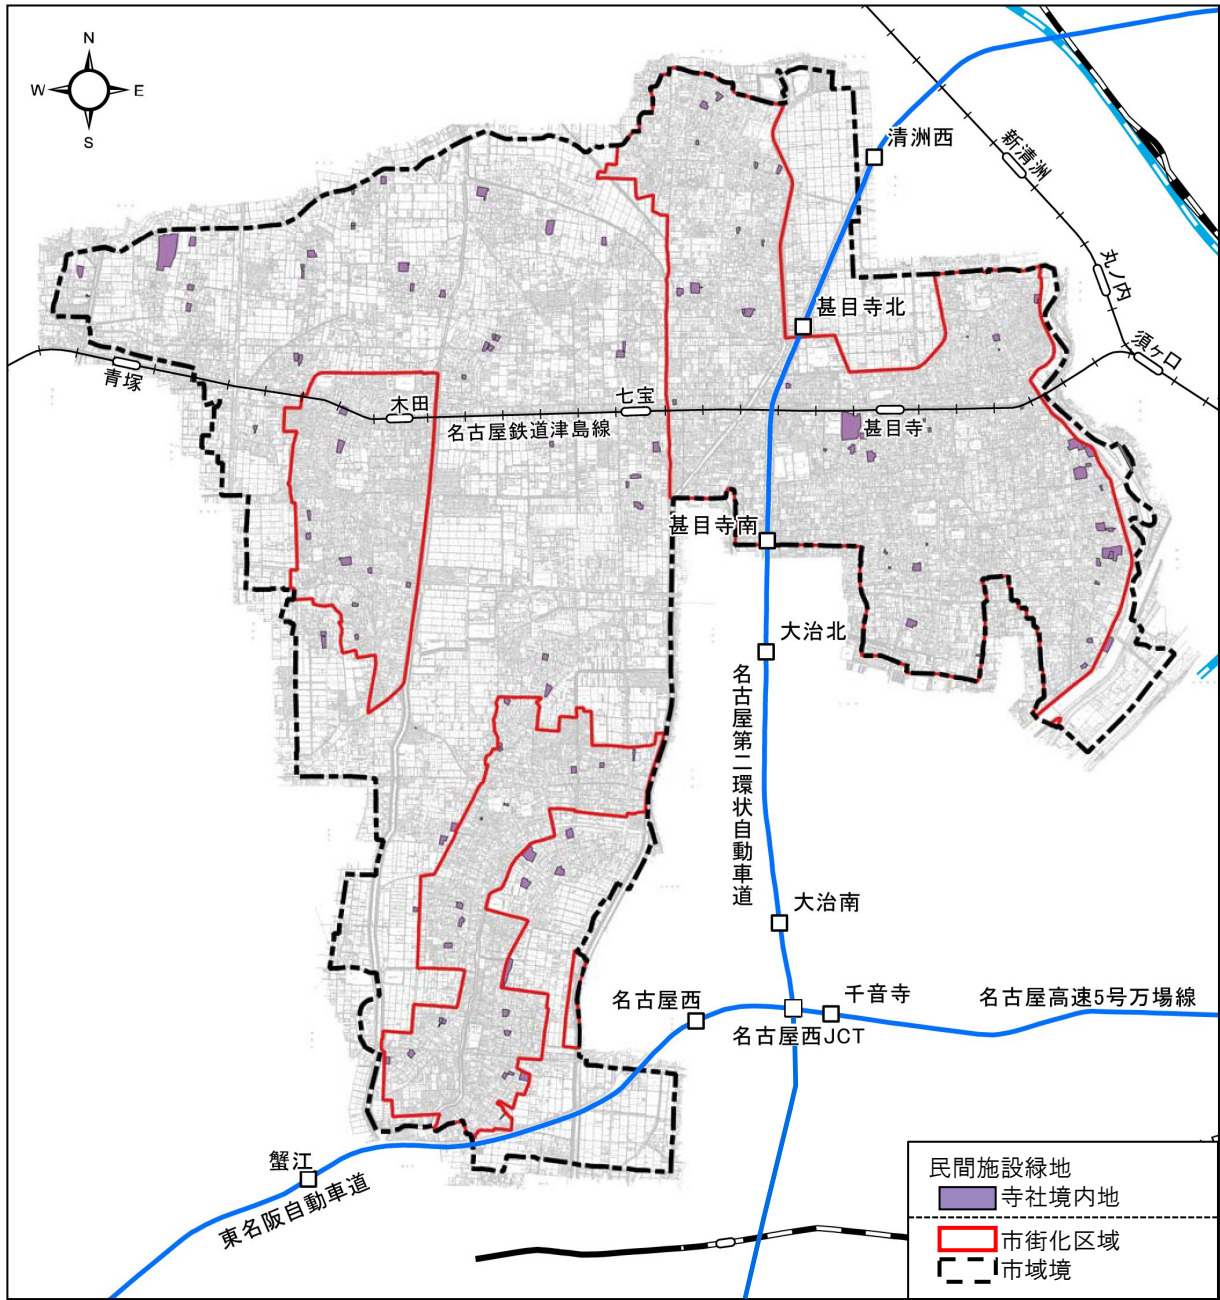 N
W
E
S
清洲西
新清洲
丸ノ内
須ヶ口
甚目寺北
青塚
木田
七宝
名古屋鉄道津島線
甚目寺
甚目寺南
大治北
名古屋第二環状自動車道
大治南
千音寺
名古屋西
名古屋高速5号万場線
名古屋西JCT
蟹江
東名阪自動車道
民間施設緑地
寺社境内地
市街化区域
市域境